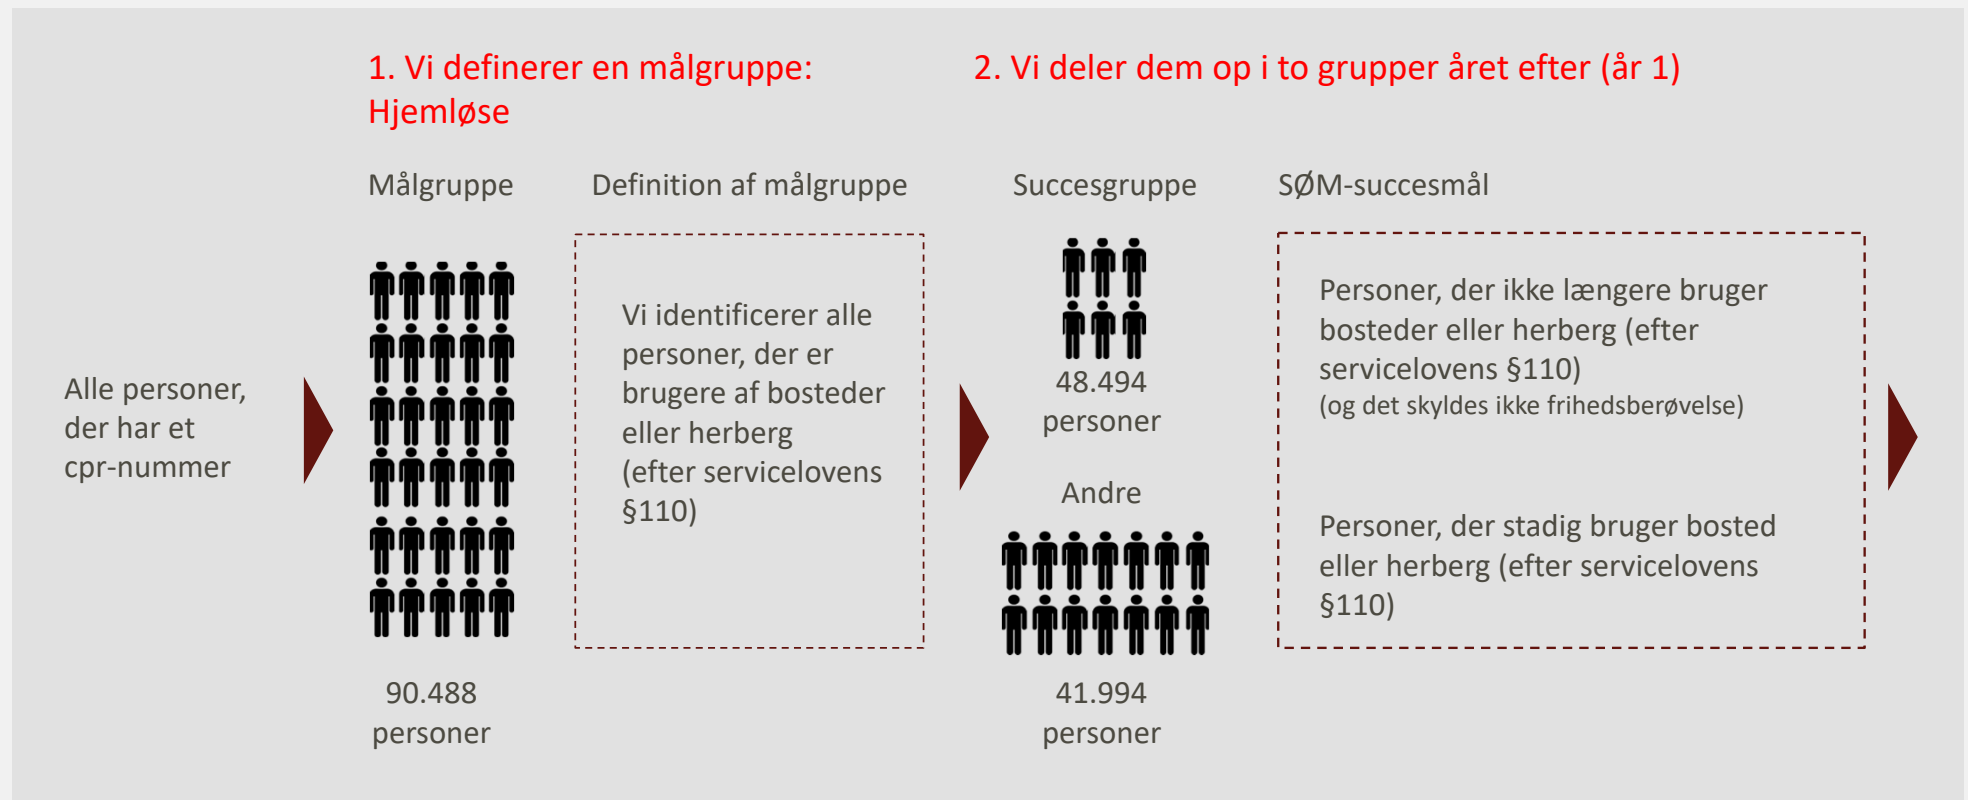 1. Vi definerer en målgruppe:
Hjemløse
2. Vi deler dem op i to grupper året efter (år 1)
Alle personer,
der har et
cpr-nummer
Målgruppe
90.488
personer
Definition af målgruppe
Vi identificerer alle
personer, der er
brugere af bosteder
eller herberg
(efter servicelovens
§110)
Succesgruppe
48.494
personer
Andre
41.994
personer
SØM-succesmål
Personer, der ikke længere bruger
bosteder eller herberg (efter
servicelovens §110)
(og det skyldes ikke frihedsberøvelse)
Personer, der stadig bruger bosted
eller herberg (efter servicelovens
§110)